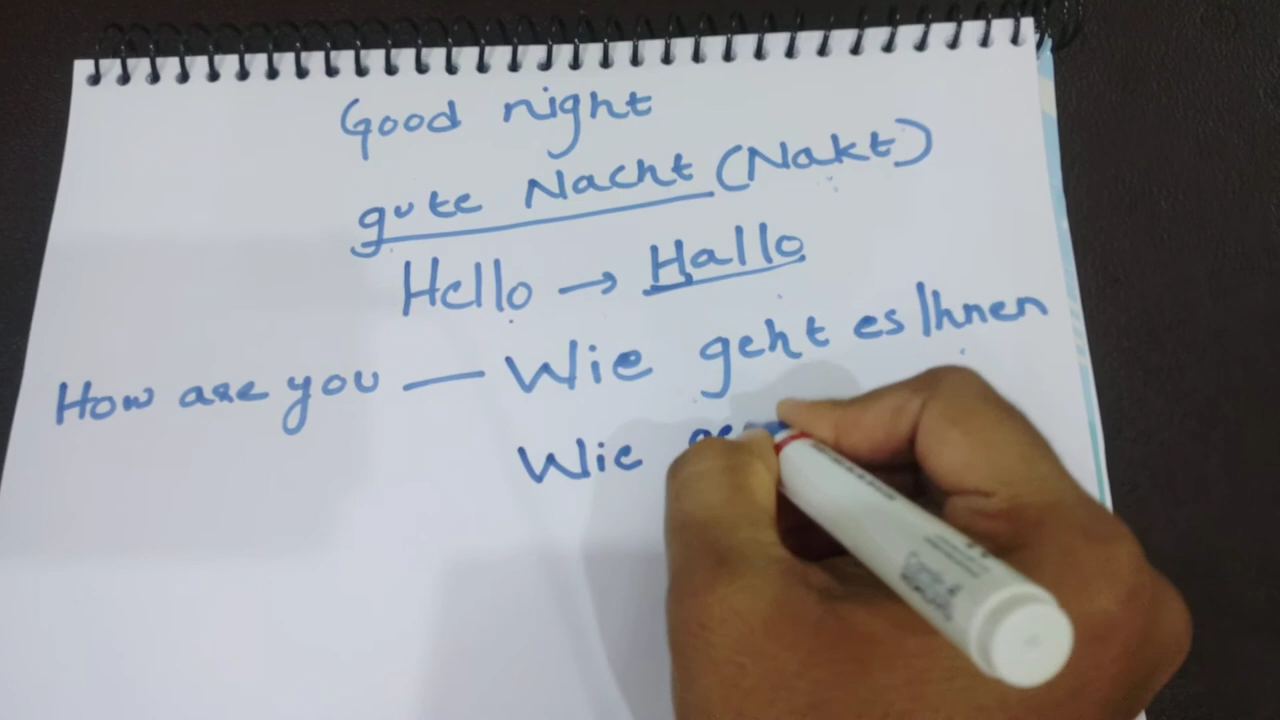 Good night
gute Nacht (Nakt)
Hello → Hallo
How are you — Wie geht es Ihnen
Wie